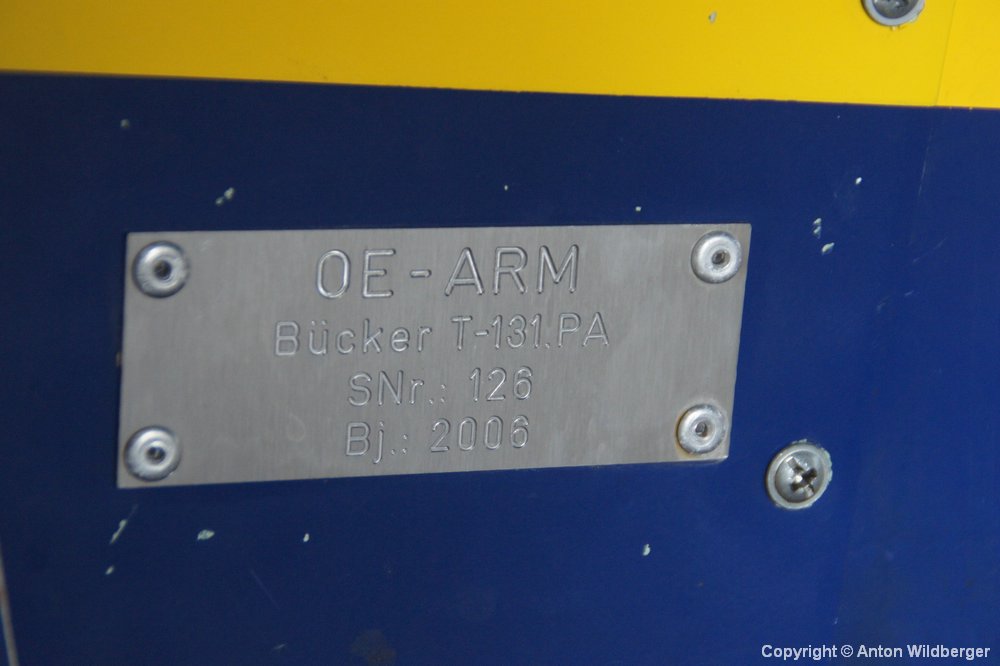 OE-ARM
Bücker T-131.PA
SNr.: 126
Bj.: 2006
Copyright © Anton Wildberger